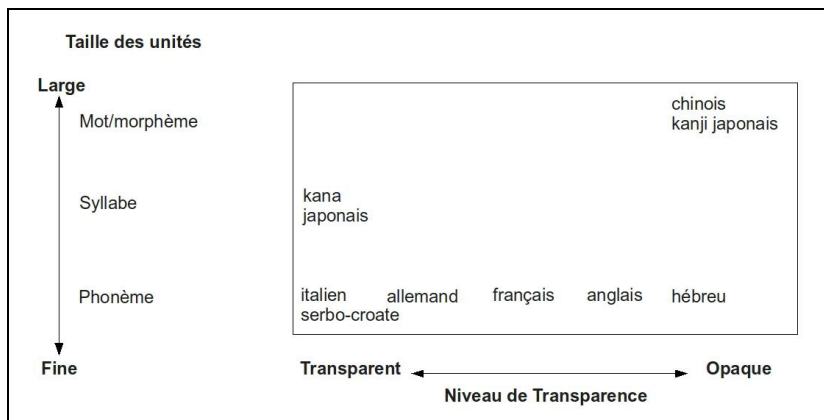 Taille des unités
Large
Mot/morphème
chinois
kanji japonais
Syllabe
kana
japonais
Phonème
italien allemand français anglais hébreu
serbo-croate
Fine
Transparent
Opaque
Niveau de Transparence